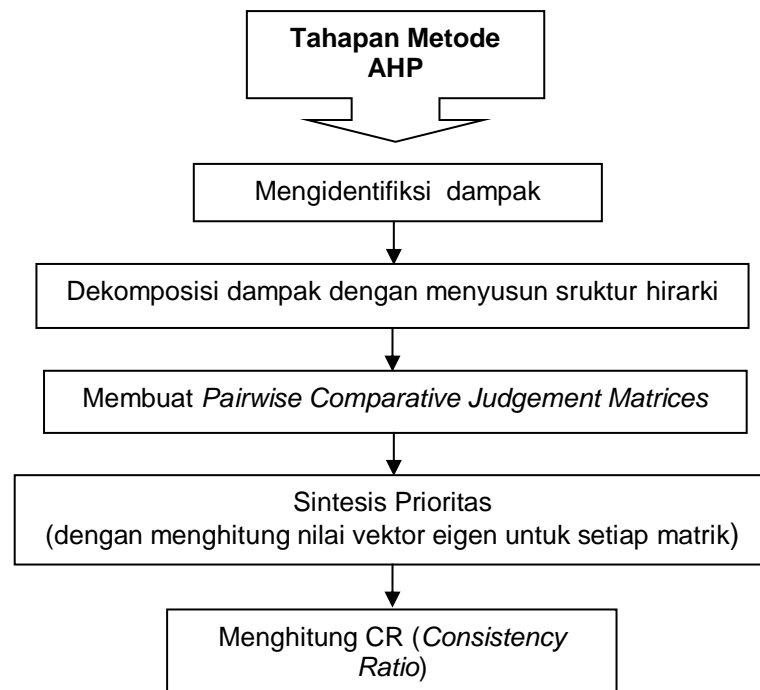 Tahapan Metode
AHP
Mengidentifiksi dampak
Dekomposisi dampak dengan menyusun sruktur hirarki
Membuat Pairwise Comparative Judgement Matrices
Sintesis Prioritas
(dengan menghitung nilai vektor eigen untuk setiap matrik)
Menghitung CR (Consistency
Ratio)